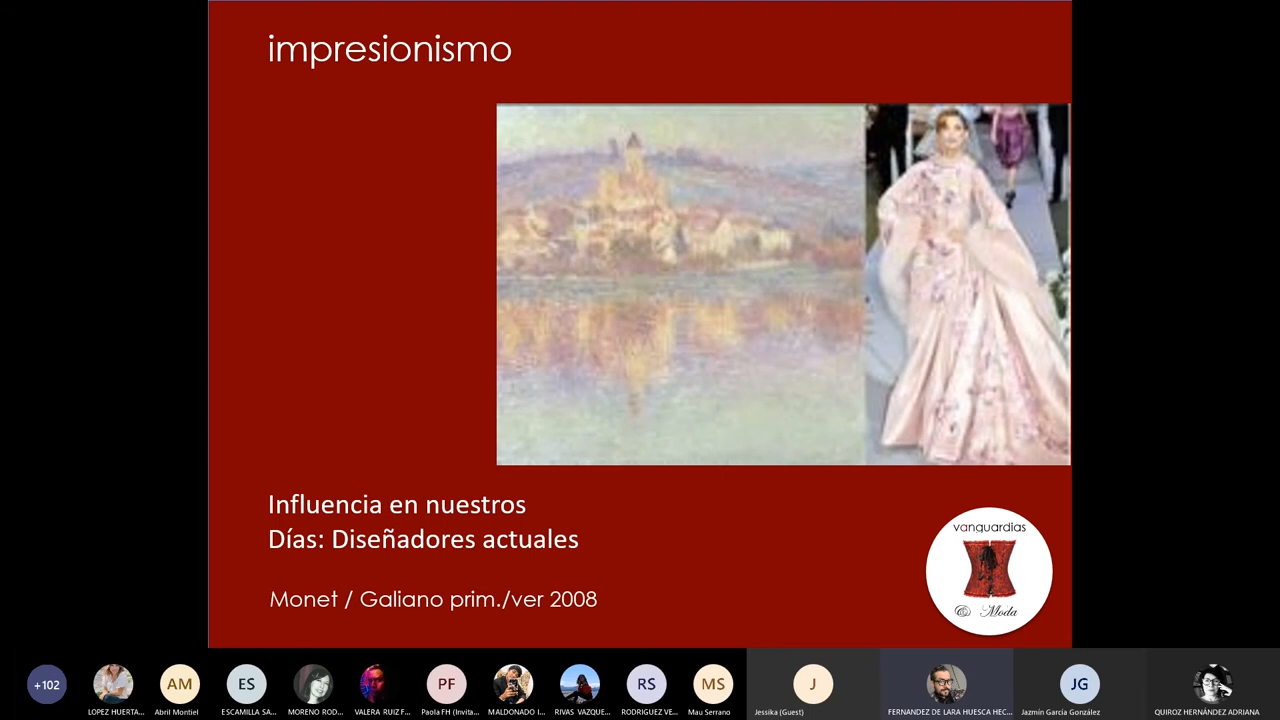 impresionismo
Influencia en nuestros
Días: Diseñadores actuales
Monet / Galiano prim./ver 2008
vanguardias
& Moda
+102
AM
ES
PF
RS
MS
J
JG
LOPEZ HUERTA...
Abril Montiel
ESCAMILLA SA...
MORENO ROD...
VALERA RUIZ F...
Paola FH (Invita...
MALDONADO I...
RIVAS VAZQUE...
RODRIGUEZ VE...
Mau Serrano
Jessika (Guest)
FERNANDEZ DE LARA HUESCA HEC...
Jazmín García González
QUIROZ HERNÁNDEZ ADRIANA